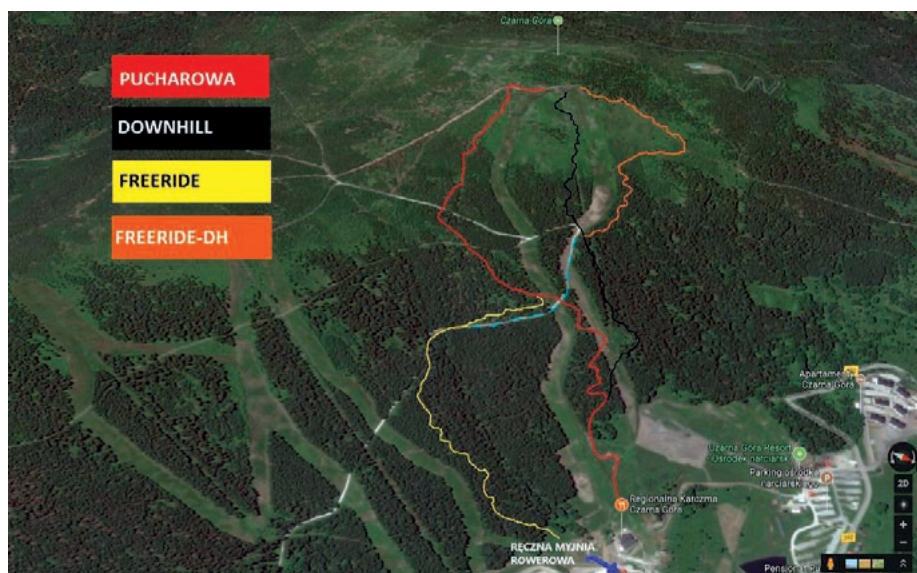 Czarna Góra
PUCHAROWA
DOWNHILL
FREERIDE
FREERIDE-DH
Czarna Góra
Czarna Góra Resort
Ośrodek narciarski
Parking ośrodka
narciarskiego
P
2D
Regionalna Karczma
Czarna Góra
RĘCZNA MYJNIA
ROWEROWA
Pensjonat
+
−